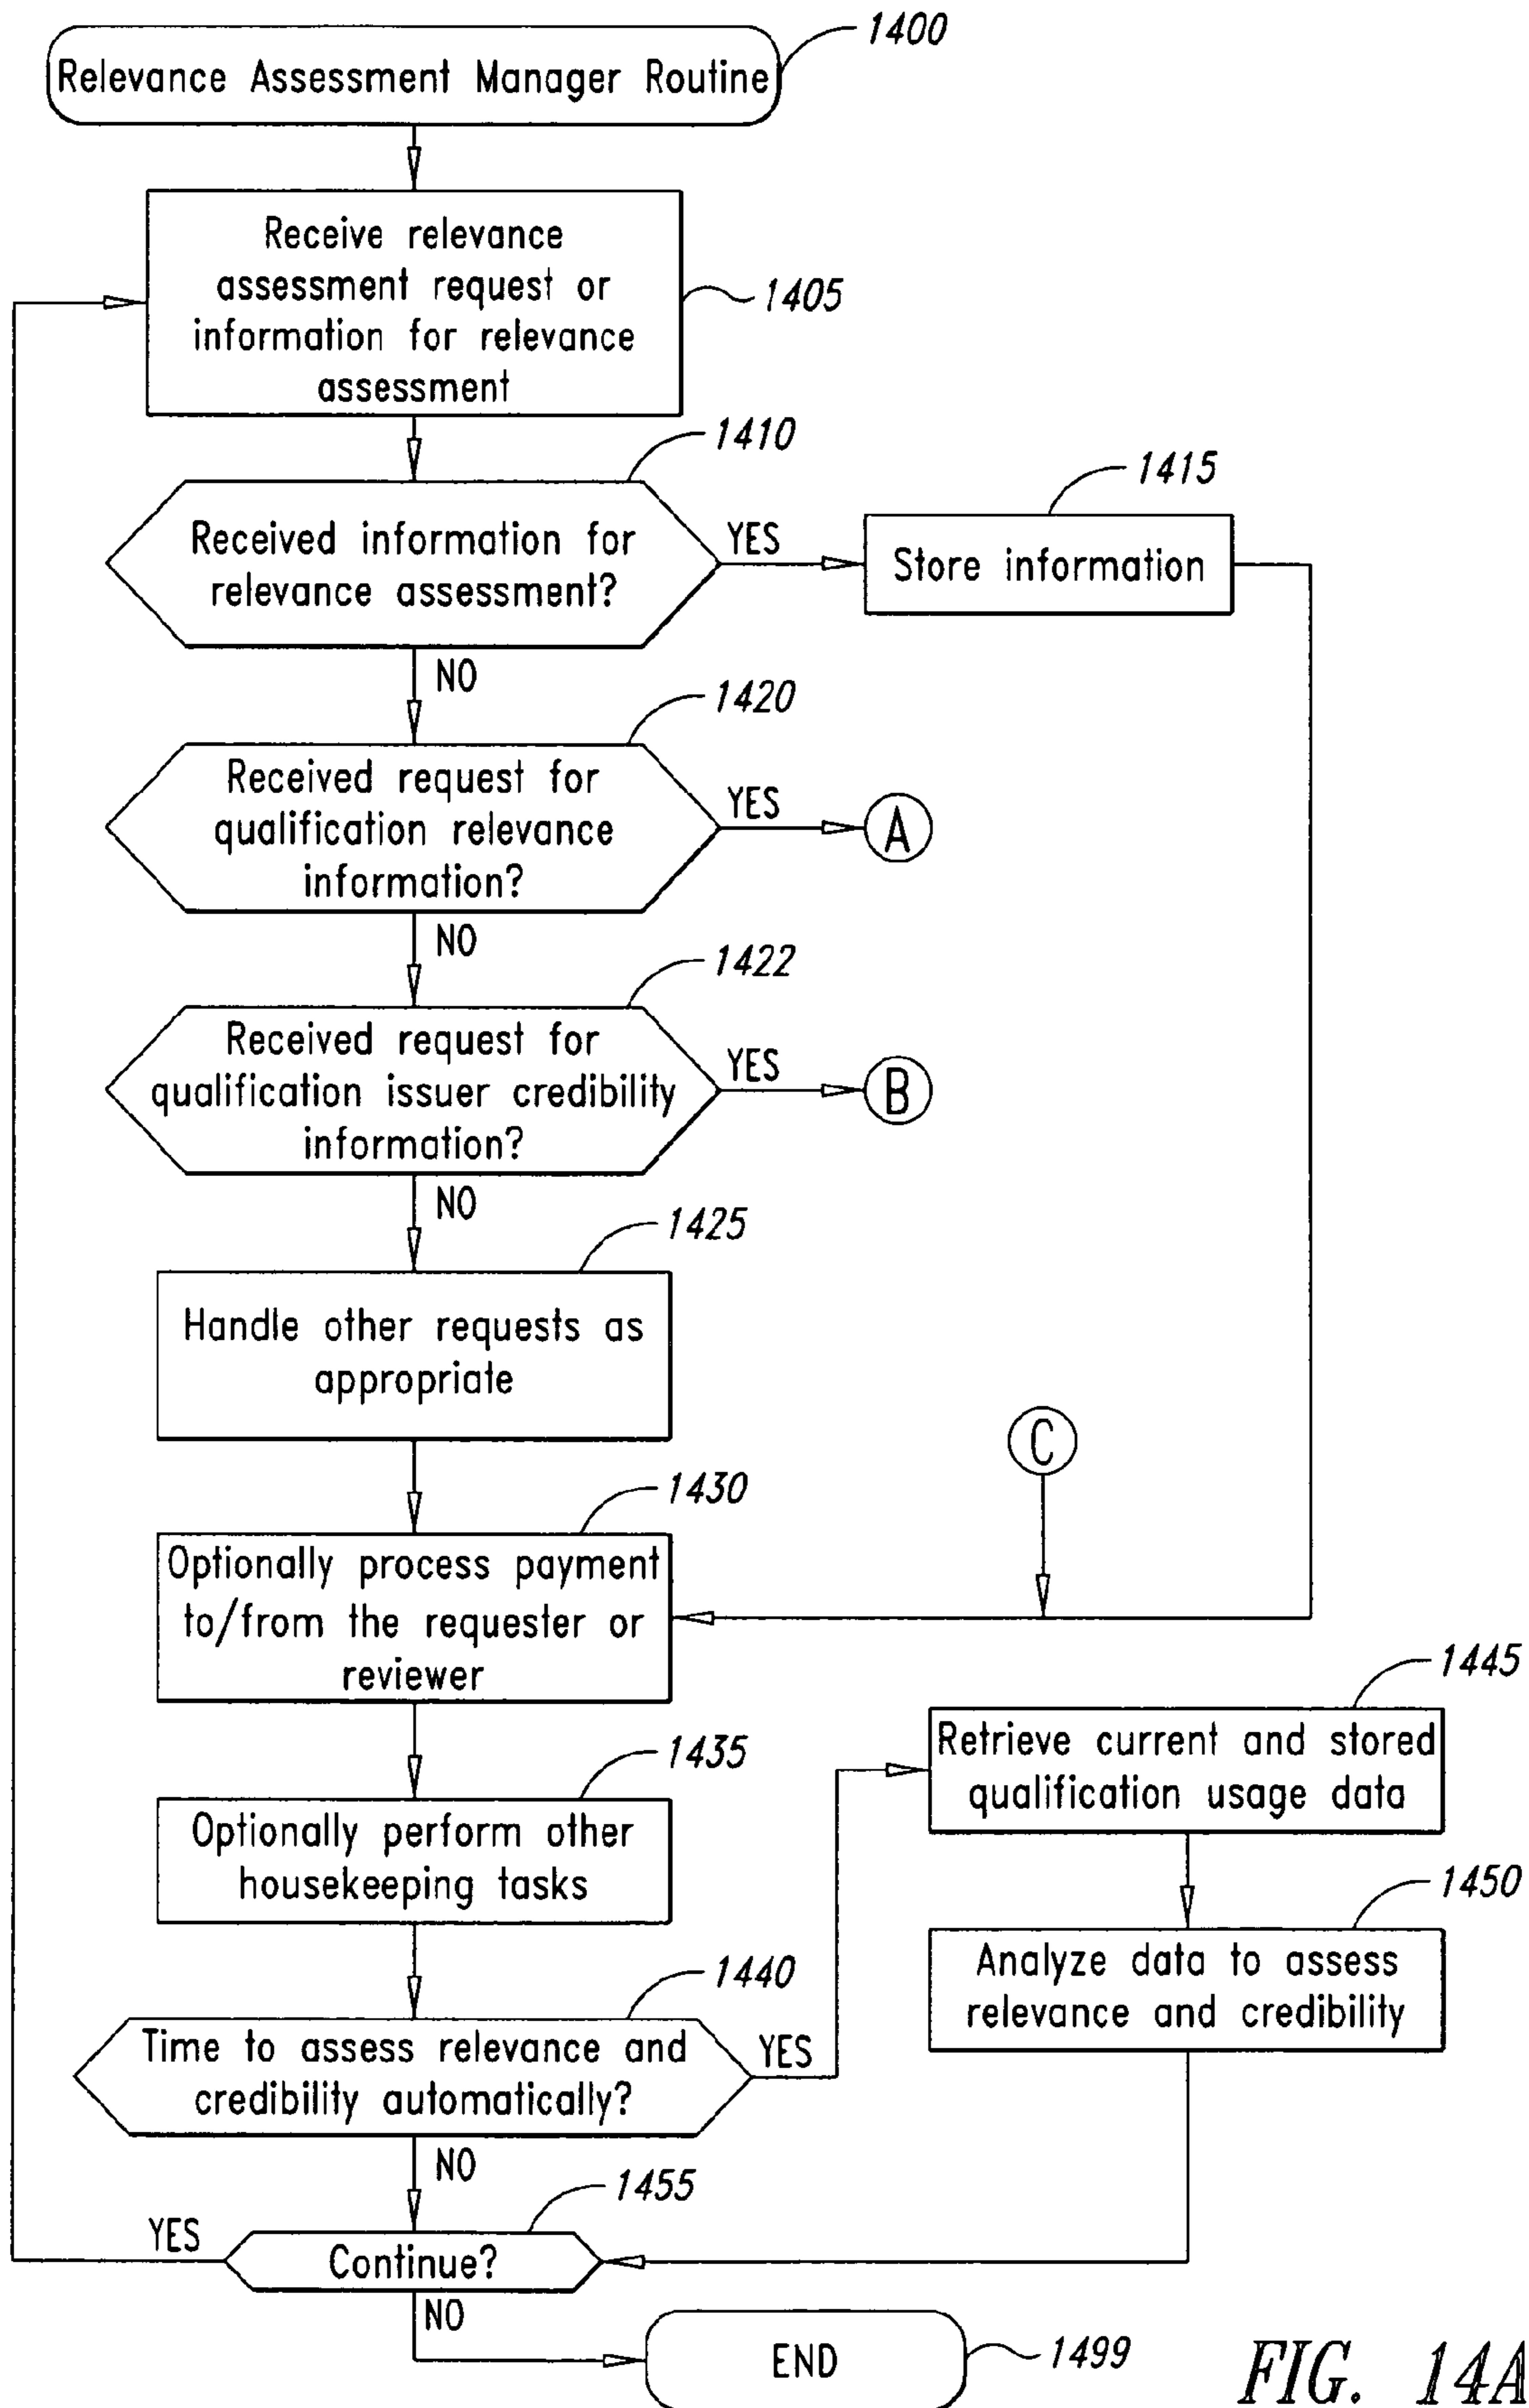 1400
Relevance Assessment Manager Routine
Receive relevance
assessment request or
information for relevance
assessment
1405
1410
Received information for
relevance assessment?
YES
1415
Store information
NO
1420
Received request for
qualification relevance
information?
YES
A
NO
1422
Received request for
qualification issuer credibility
information?
YES
B
NO
1425
Handle other requests as
appropriate
C
1430
Optionally process payment
to/from the requester or
reviewer
1435
Optionally perform other
housekeeping tasks
1440
Time to assess relevance and
credibility automatically?
YES
1445
Retrieve current and stored
qualification usage data
1450
Analyze data to assess
relevance and credibility
NO
1455
Continue?
YES
NO
END
1499
FIG. 14A